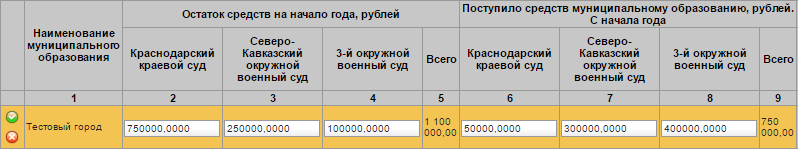 Наименование
муниципального
образования
Остаток средств на начало года, рублей
Поступило средств муниципальному образованию, рублей.
С начала года
Краснодарский
краевой суд
Северо-
Кавказский
окружной
военный суд
3-й окружной
военный суд
Всего
Краснодарский
краевой суд
Северо-
Кавказский
окружной
военный суд
3-й окружной
военный суд
Всего
1 2 3 4 5 6 7 8 9
Тестовый город 750000,0000 250000,0000 100000,0000 1 100
000,00 50000,0000 300000,0000 400000,0000 750
000,00